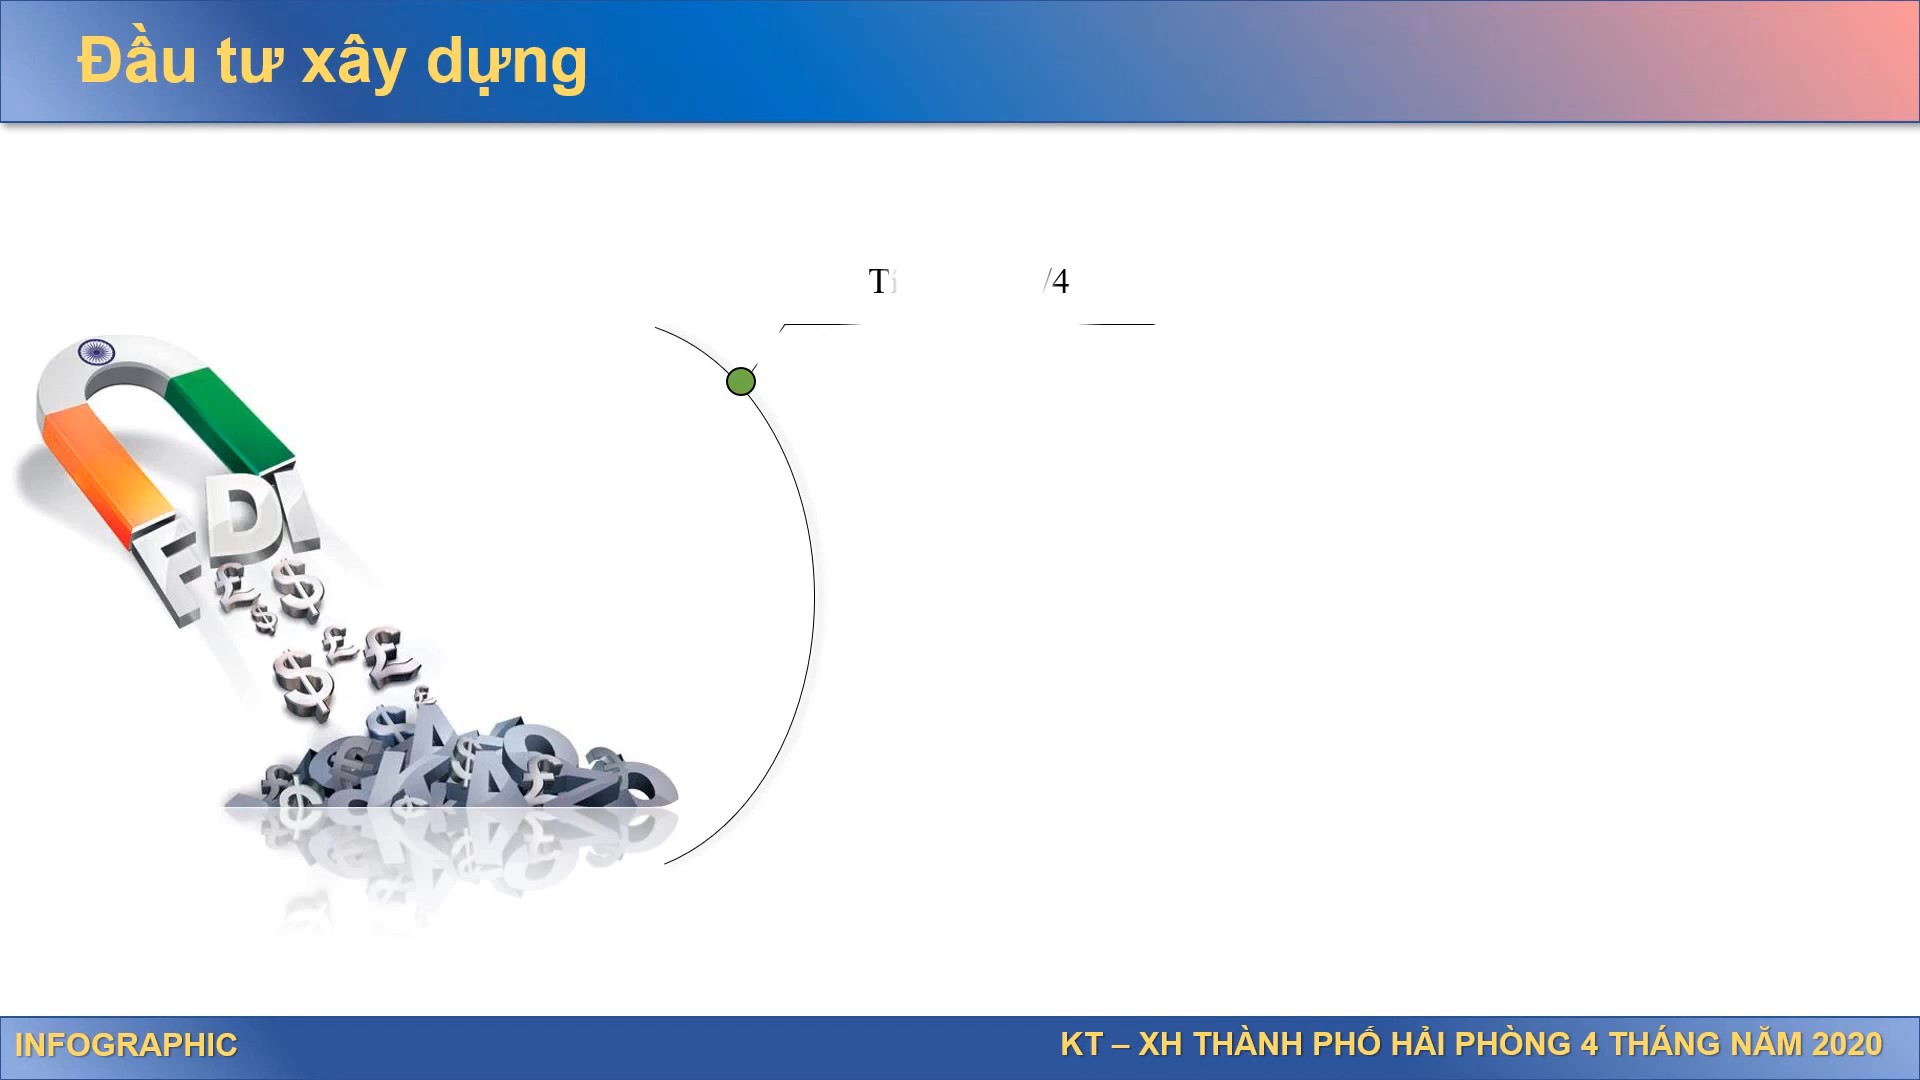 Đầu tư xây dựng
/4
FDI
INFOGRAPHIC
KT – XH THÀNH PHỐ HẢI PHÒNG 4 THÁNG NĂM 2020